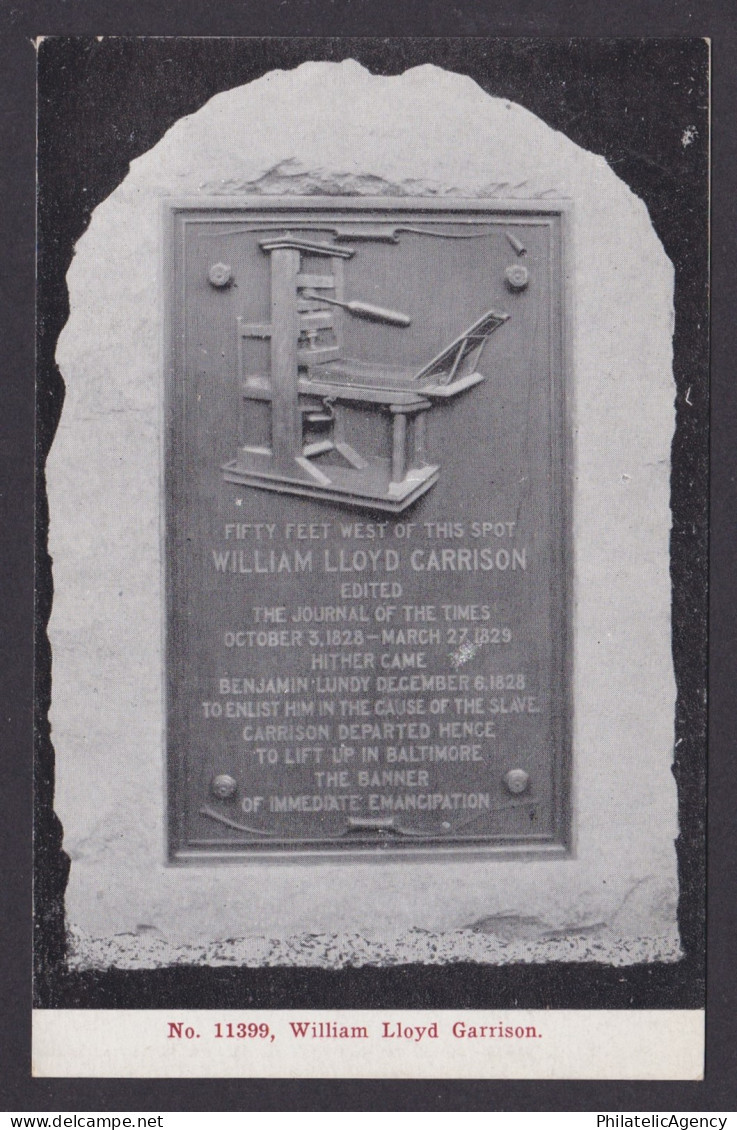 FIFTY FEET WEST OF THIS SPOT
WILLIAM LLOYD GARRISON
EDITED
THE JOURNAL OF THE TIMES
OCTOBER 3, 1828 – MARCH 27, 1829
HITHER CAME
BENJAMIN LUNDY DECEMBER 6, 1828
TO ENLIST HIM IN THE CAUSE OF THE SLAVE.
GARRISON DEPARTED HENCE
TO LIFT UP IN BALTIMORE
THE BANNER
OF IMMEDIATE EMANCIPATION
No. 11399, William Lloyd Garrison.
PhilatelicAgency
Delcampe.net